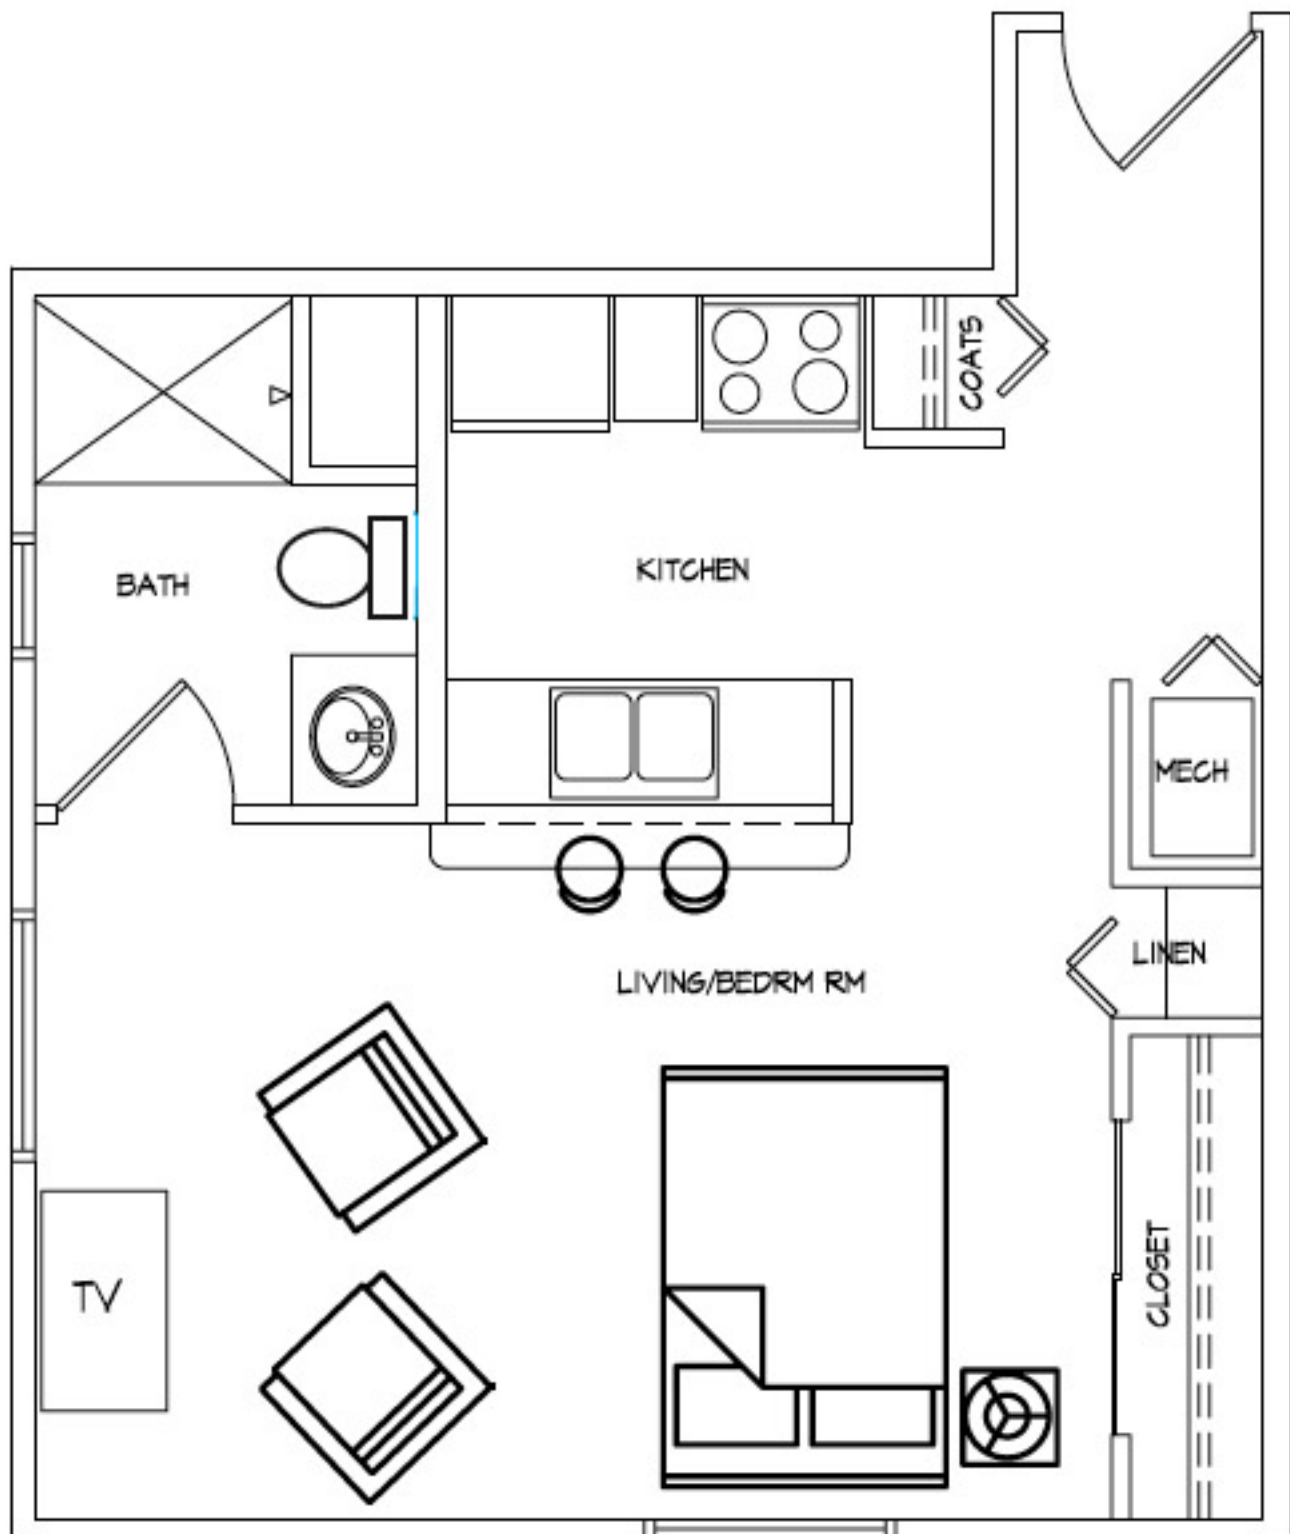 COATS
BATH
KITCHEN
MECH
LINEN
LIVING/BEDRM RM
CLOSET
TV